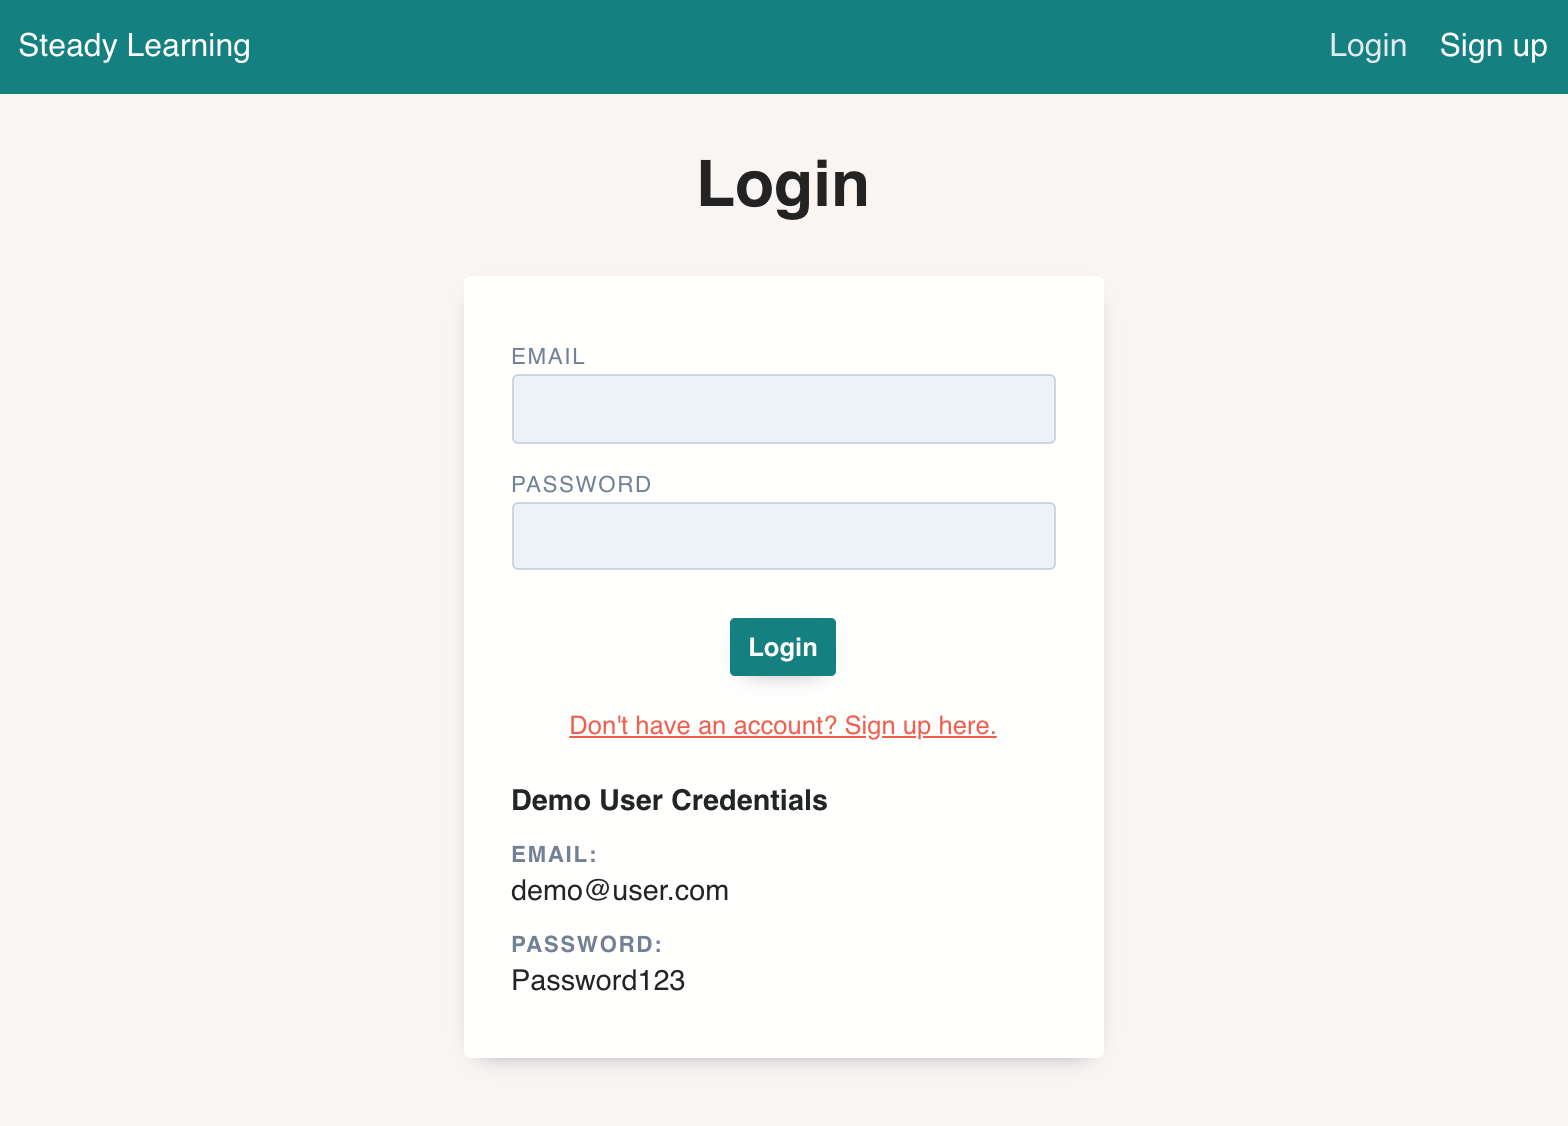 Steady Learning
Login
Sign up
Login
EMAIL
PASSWORD
Login
Don't have an account? Sign up here.
Demo User Credentials
EMAIL:
demo@user.com
PASSWORD:
Password123